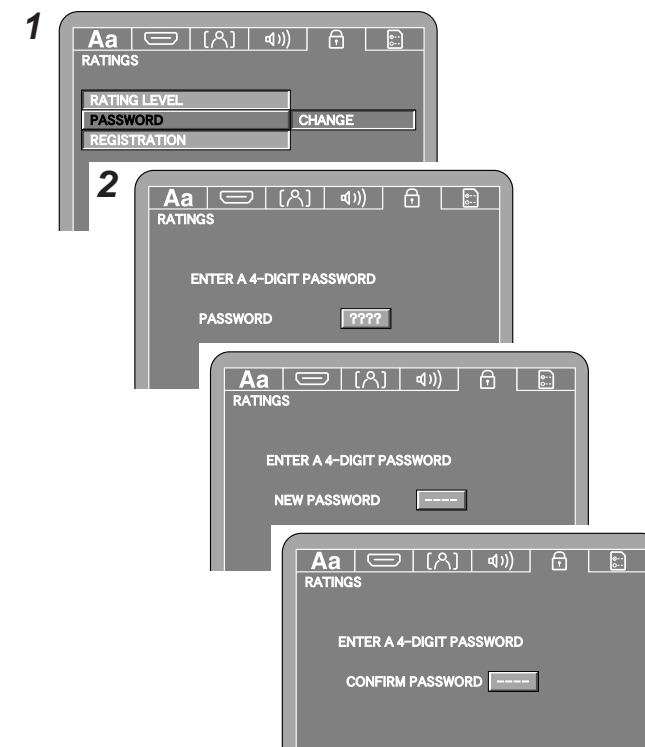 1
Aa
RATINGS
RATING LEVEL
PASSWORD CHANGE
REGISTRATION
2
Aa
RATINGS
ENTER A 4-DIGIT PASSWORD
PASSWORD ????
Aa
RATINGS
ENTER A 4-DIGIT PASSWORD
NEW PASSWORD ----
Aa
RATINGS
ENTER A 4-DIGIT PASSWORD
CONFIRM PASSWORD ----